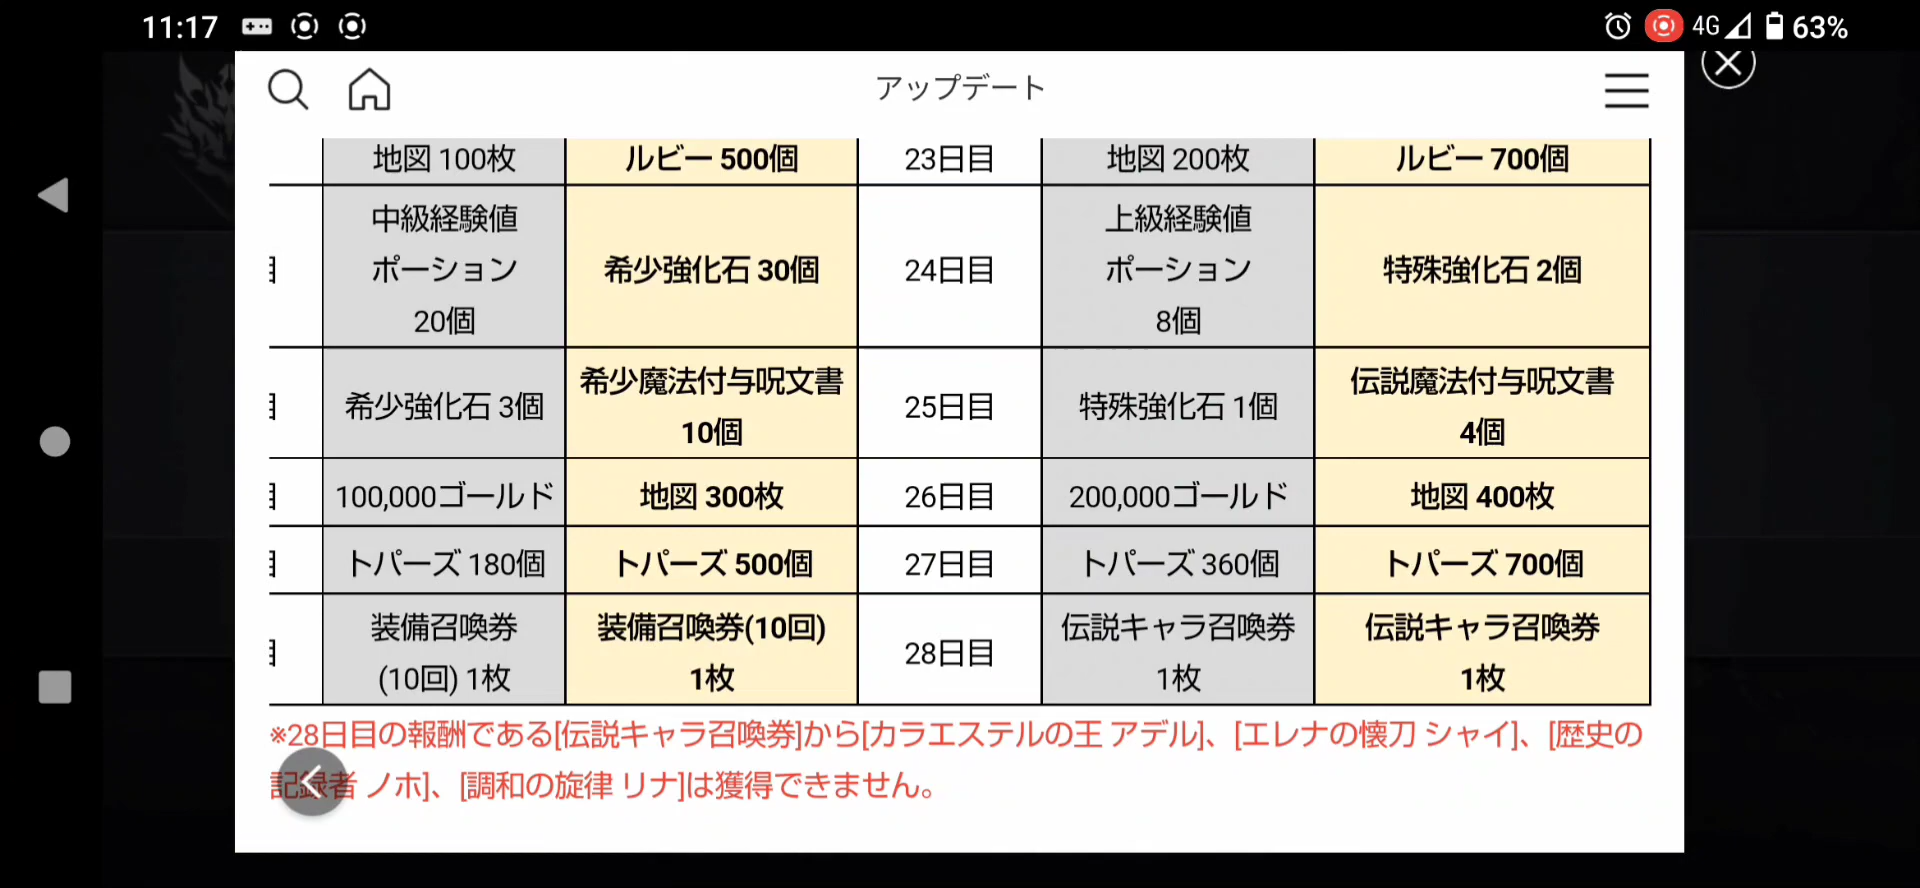 11:17
4G
63%
アップデート
地図 100枚 ルビー 500個 23日目 地図 200枚 ルビー 700個
中級経験値
ポーション
20個
希少強化石 30個
24日目
上級経験値
ポーション
8個
特殊強化石 2個
希少強化石 3個
希少魔法付与呪文書
10個
25日目
特殊強化石 1個
伝説魔法付与呪文書
4個
100,000ゴールド 地図 300枚 26日目 200,000ゴールド 地図 400枚
トパーズ 180個 トパーズ 500個 27日目 トパーズ 360個 トパーズ 700個
装備召喚券
(10回) 1枚
装備召喚券(10回)
1枚
28日目
伝説キャラ召喚券
1枚
伝説キャラ召喚券
1枚
※28日目の報酬である[伝説キャラ召喚券]から[カラエステルの王 アデル]、[エレナの懐刀 シャイ]、[歴史の
記録者 ノホ]、[調和の旋律 リナ]は獲得できません。